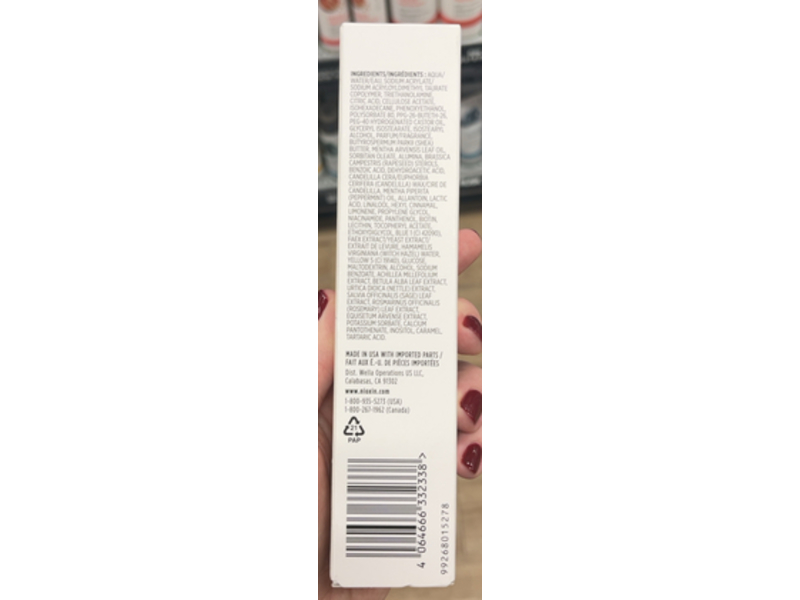 INGREDIENTS/INGRÉDIENTS : AQUA/
WATER/EAU, SODIUM ACRYLATE/
SODIUM ACRYLOYLDIMETHYL TAURATE
COPOLYMER, TRIETHANOLAMINE,
CITRIC ACID, CELLULOSE ACETATE,
ISOHEXADECANE, PHENOXYETHANOL,
POLYSORBATE 60, PPG-26-BUTETH-26,
PEG-40 HYDROGENATED CASTOR OIL,
GLYCERYL ISOSTEARATE, ISOSTEARYL
ALCOHOL, PARFUM/FRAGRANCE,
BUTYROSPERMUM PARKII (SHEA)
BUTTER, MENTHA ARVENSIS LEAF OIL,
SORBITAN OLEATE, ALUMINA, BRASSICA
CAMPESTRIS (RAPESEED) STEROLS,
BENZOIC ACID, DEHYDROACETIC ACID,
CANDELILLA CERA/EUPHORBIA
CERIFERA (CANDELILLA) WAX/CIRE DE
CANDELILLA, MENTHA PIPERITA
(PEPPERMINT) OIL, ALLANTOIN, LACTIC
ACID, LINALOOL, HEXYL CINNAMAL,
LIMONENE, PROPYLENE GLYCOL,
NIACINAMIDE, PANTHENOL, BIOTIN,
LECITHIN, TOCOPHERYL ACETATE,
ETHOXYDIGLYCOL, BLUE 1 (CI 42090),
FAEX EXTRACT/YEAST EXTRACT/
EXTRAIT DE LEVURE, HAMAMELIS
VIRGINIANA (WITCH HAZEL) WATER,
YELLOW 5 (CI 19140), GLUCOSE,
MALTODEXTRIN, ALCOHOL, SODIUM
BENZOATE, ACHILLEA MILLEFOLIUM
EXTRACT, BETULA ALBA LEAF EXTRACT,
URTICA DIOICA (NETTLE) EXTRACT,
SALVIA OFFICINALIS (SAGE) LEAF
EXTRACT, ROSMARINUS OFFICINALIS
(ROSEMARY) LEAF EXTRACT,
EQUISETUM ARVENSE EXTRACT,
POTASSIUM SORBATE, CALCIUM
PANTOTHENATE, INOSITOL, CARAMEL,
TARTARIC ACID.
MADE IN USA WITH IMPORTED PARTS/
FAIT AUX É.-U. DE PIÈCES IMPORTÉES
Dist. Wella Operations US LLC,
Calabasas, CA 91302
www.nioxin.com
1-800-935-5273 (USA)
1-800-267-1962 (Canada)
21
PAP
4 064666 332338 >
99268015278